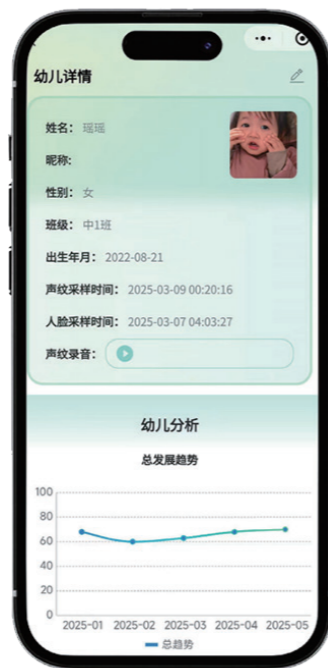 幼儿详情
姓名： 瑶瑶
昵称:
性别： 女
班级： 中1班
出生年月： 2022-08-21
声纹采样时间： 2025-03-09 00:20:16
人脸采样时间： 2025-03-07 04:03:27
声纹录音：
幼儿分析
总发展趋势
100
80
60
40
20
0
2025-01 2025-02 2025-03 2025-04 2025-05
总趋势